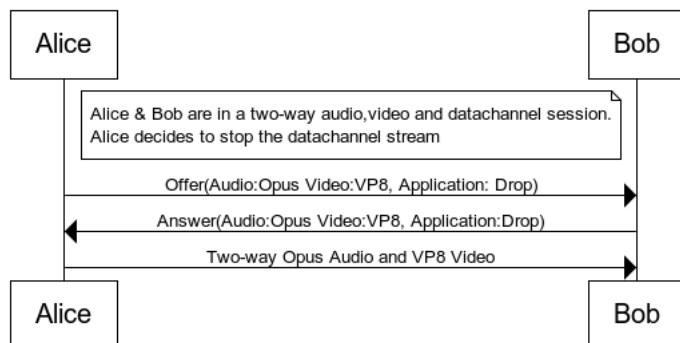 Alice Bob
Alice & Bob are in a two-way audio,video and datachannel session.
Alice decides to stop the datachannel stream
Offer(Audio:Opus Video:VP8, Application: Drop)
Answer(Audio:Opus Video:VP8, Application:Drop)
Two-way Opus Audio and VP8 Video
Alice Bob